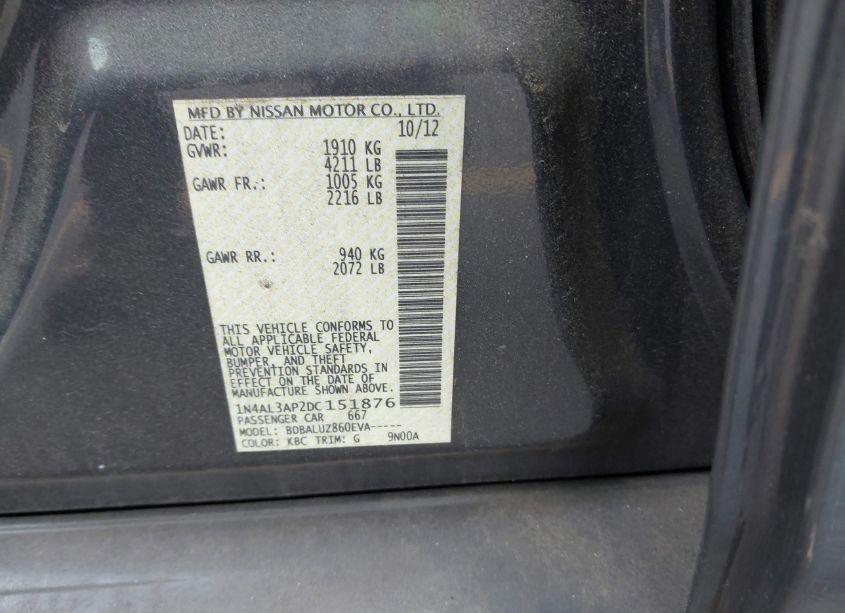 MFD BY NISSAN MOTOR CO., LTD.
DATE: 10/12
GVWR: 1910 KG
4211 LB
GAWR FR.: 1005 KG
2216 LB
GAWR RR.: 940 KG
2072 LB
THIS VEHICLE CONFORMS TO
ALL APPLICABLE FEDERAL
MOTOR VEHICLE SAFETY,
BUMPER, AND THEFT
PREVENTION STANDARDS IN
EFFECT ON THE DATE OF
MANUFACTURE SHOWN ABOVE.
1N4AL3AP2DC151876
PASSENGER CAR 667
MODEL: BDBALUZ860EVA-----
COLOR: KBC TRIM: G 9N00A